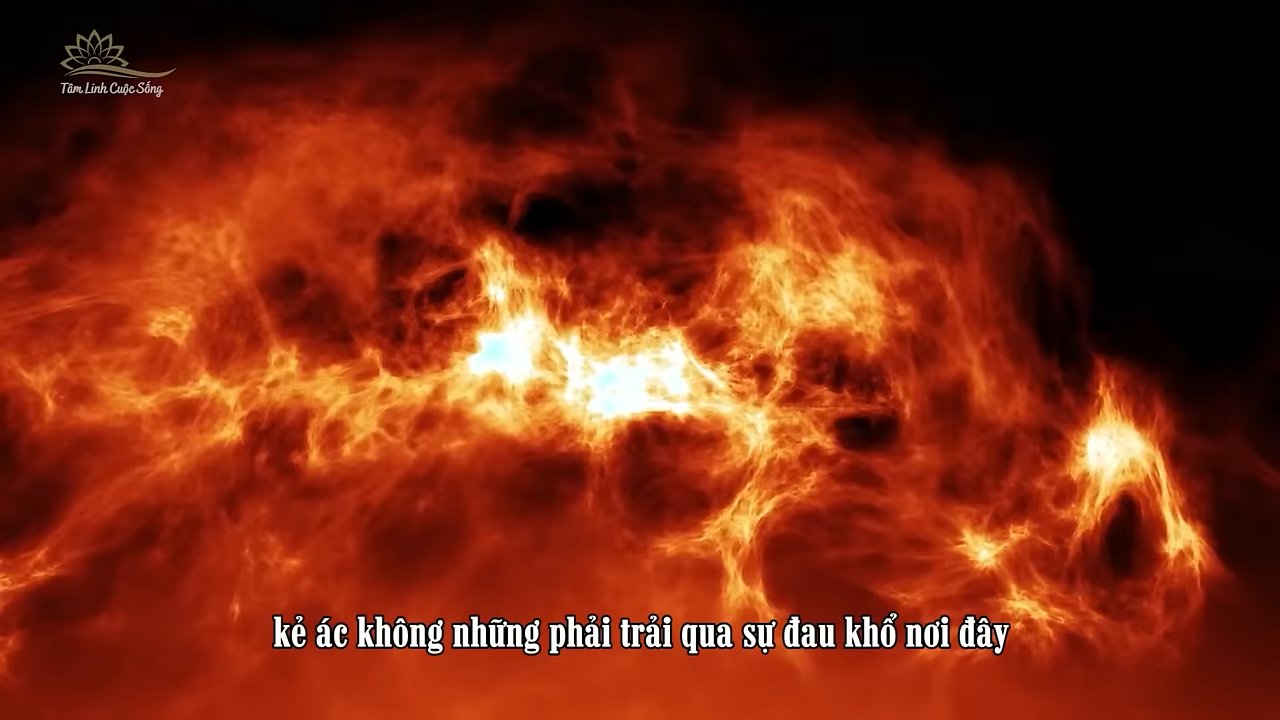 Tâm Linh Cuộc Sống
kẻ ác không những phải trải qua sự đau khổ nơi đây